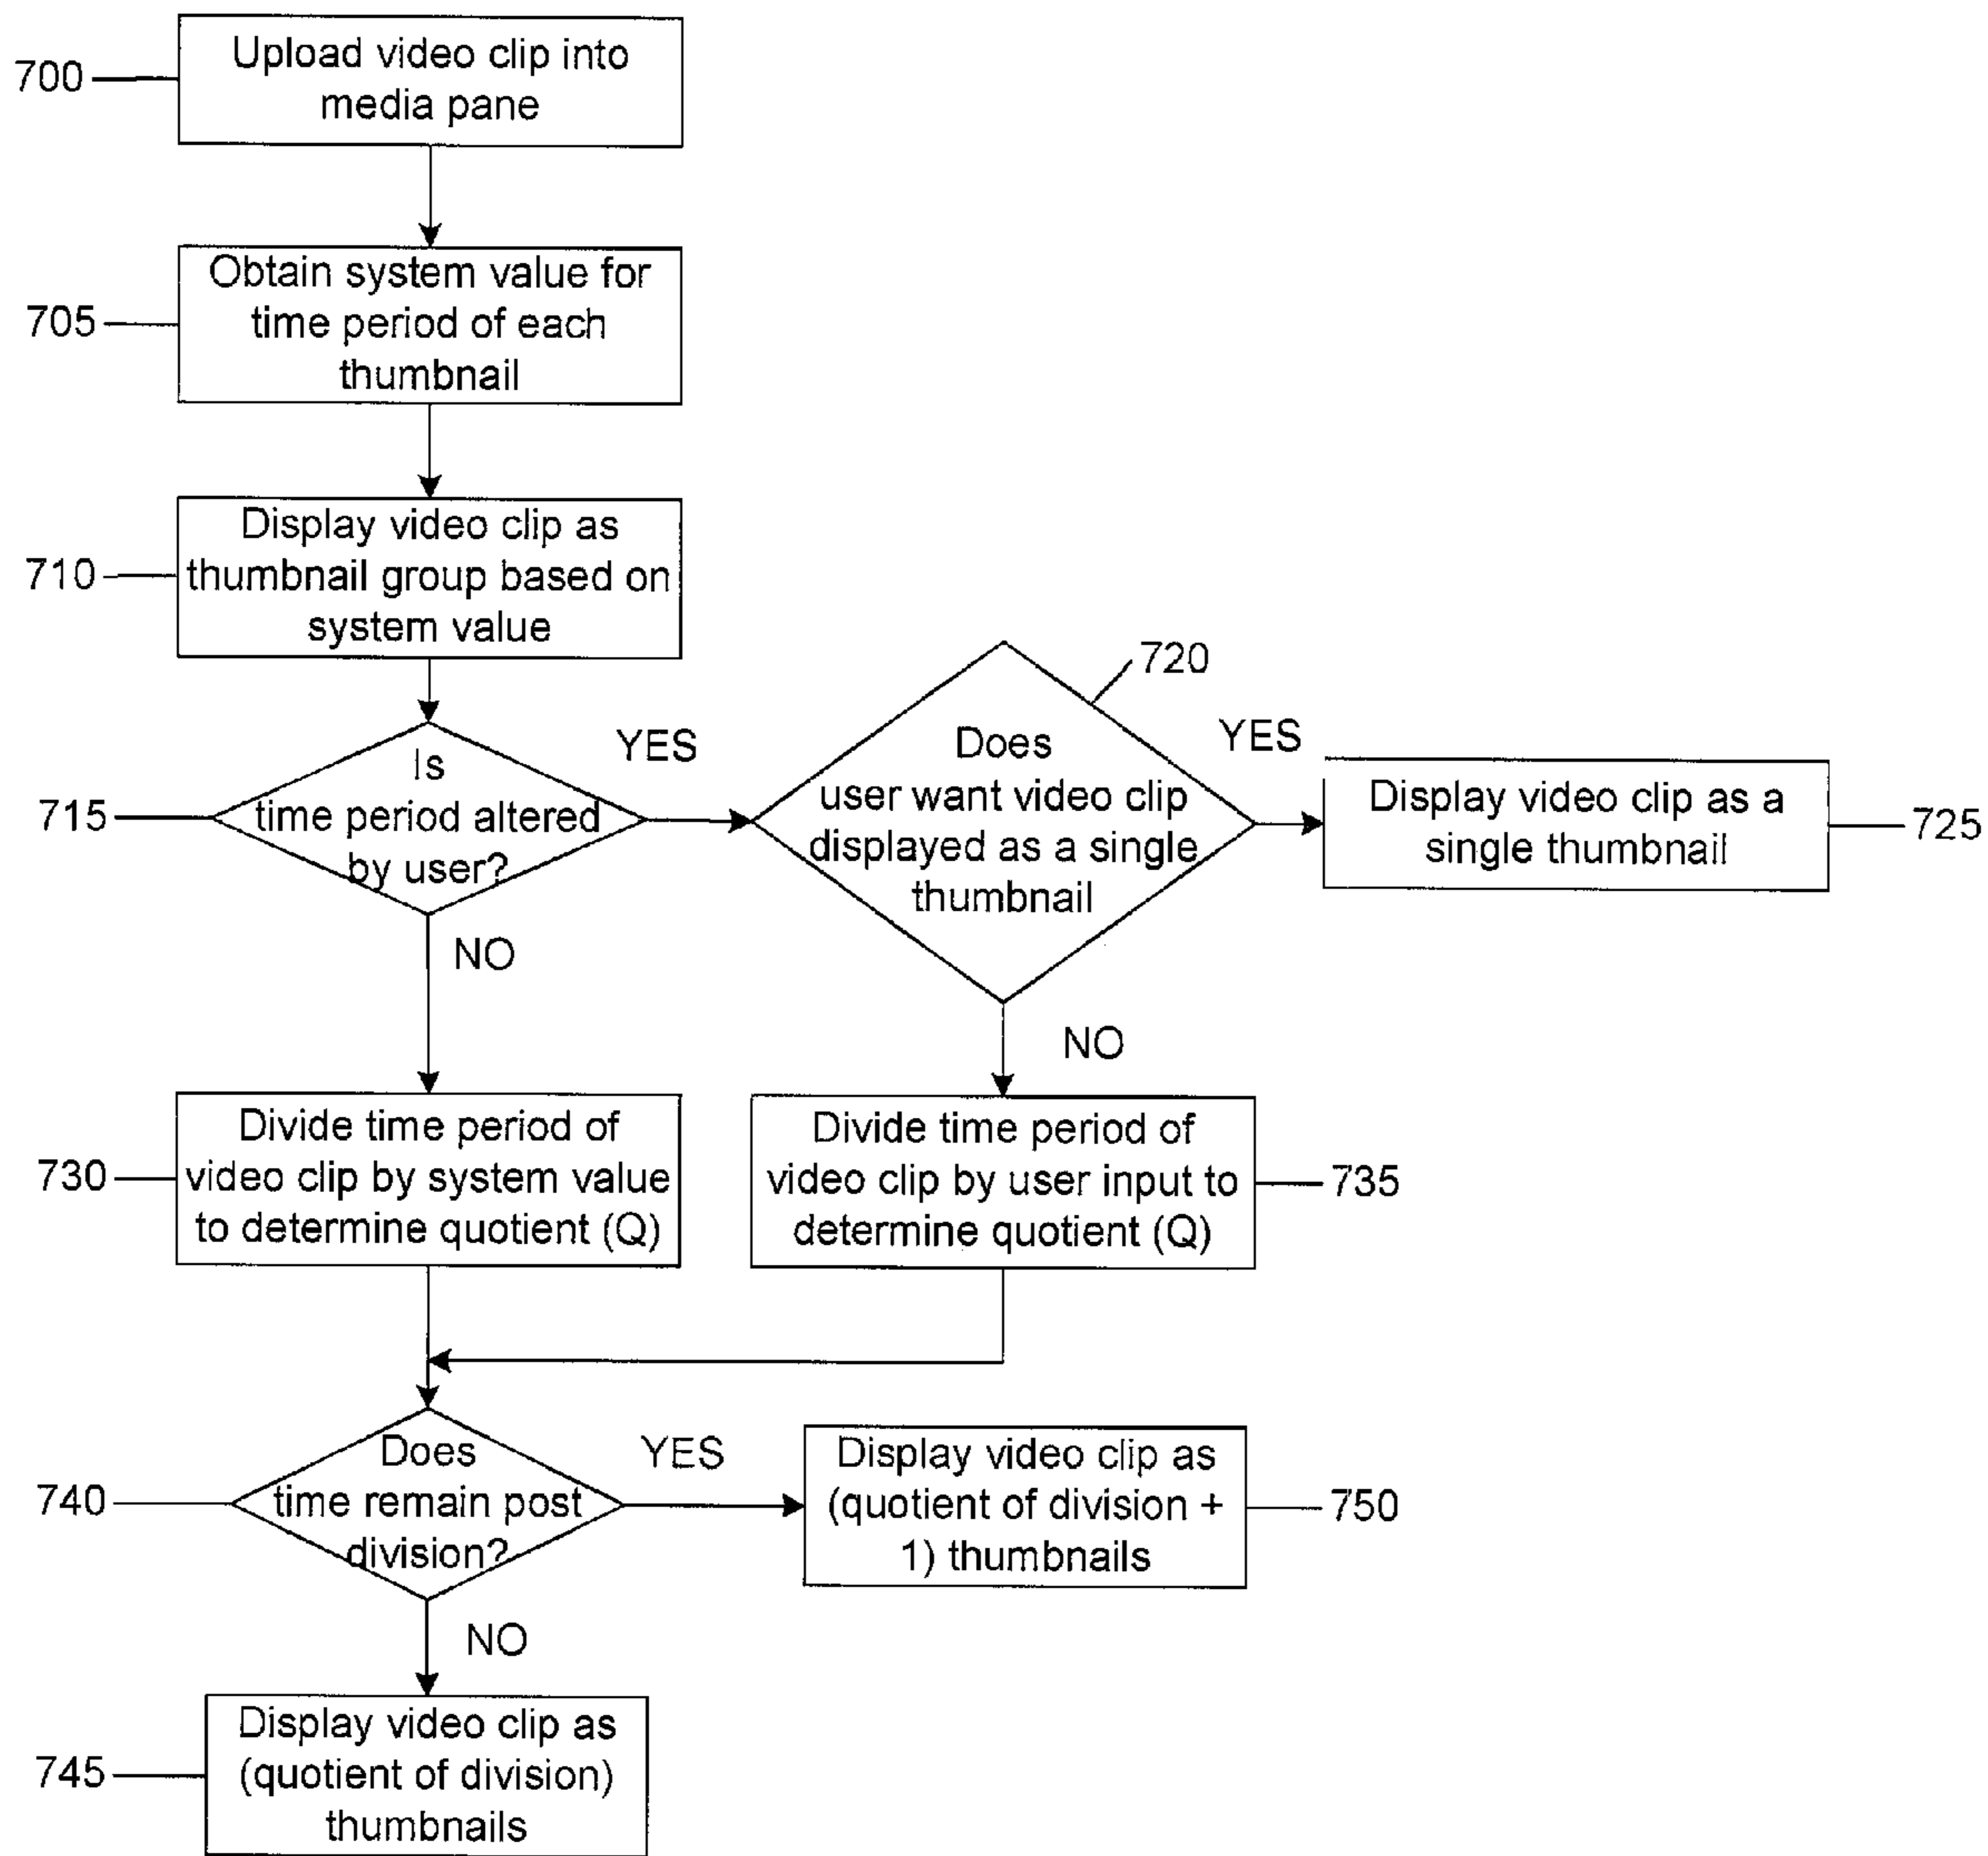 700
Upload video clip into
media pane
705
Obtain system value for
time period of each
thumbnail
710
Display video clip as
thumbnail group based on
system value
715
Is
time period altered
by user?
YES
NO
720
Does
user want video clip
displayed as a single
thumbnail
YES
NO
Display video clip as a
single thumbnail
725
730
Divide time period of
video clip by system value
to determine quotient (Q)
Divide time period of
video clip by user input to
determine quotient (Q)
735
740
Does
time remain post
division?
YES
NO
Display video clip as
(quotient of division +
1) thumbnails
750
745
Display video clip as
(quotient of division)
thumbnails